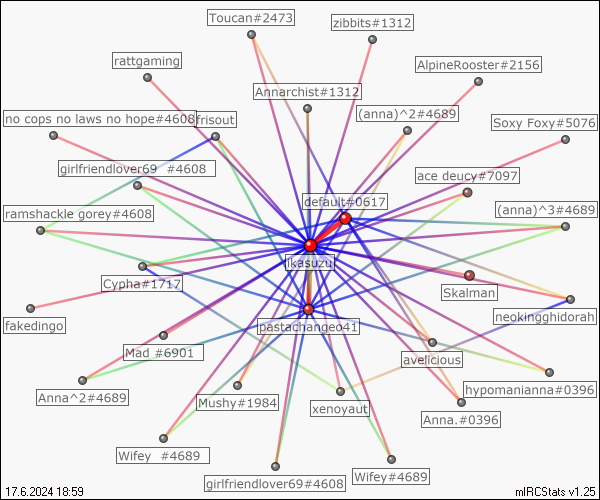 Toucan#2473
zibbits#1312
rattgaming
AlpineRooster#2156
Annarchist#1312
(anna)^2#4689
no cops no laws no hope#4608
frisout
Soxy Foxy#5076
girlfriendlover69 #4608
ace deucy#7097
default#0617
ramshackle gorey#4608
(anna)^3#4689
ikasuzu
Cypha#1717
Skalman
neokingghidorah
fakedingo
pastachangeo41
Mad #6901
avelicious
Anna^2#4689
hypomanianna#0396
Mushy#1984
xenoyaut
Anna.#0396
Wifey #4689
girlfriendlover69#4608
Wifey#4689
17.6.2024 18:59
mIRCStats v1.25